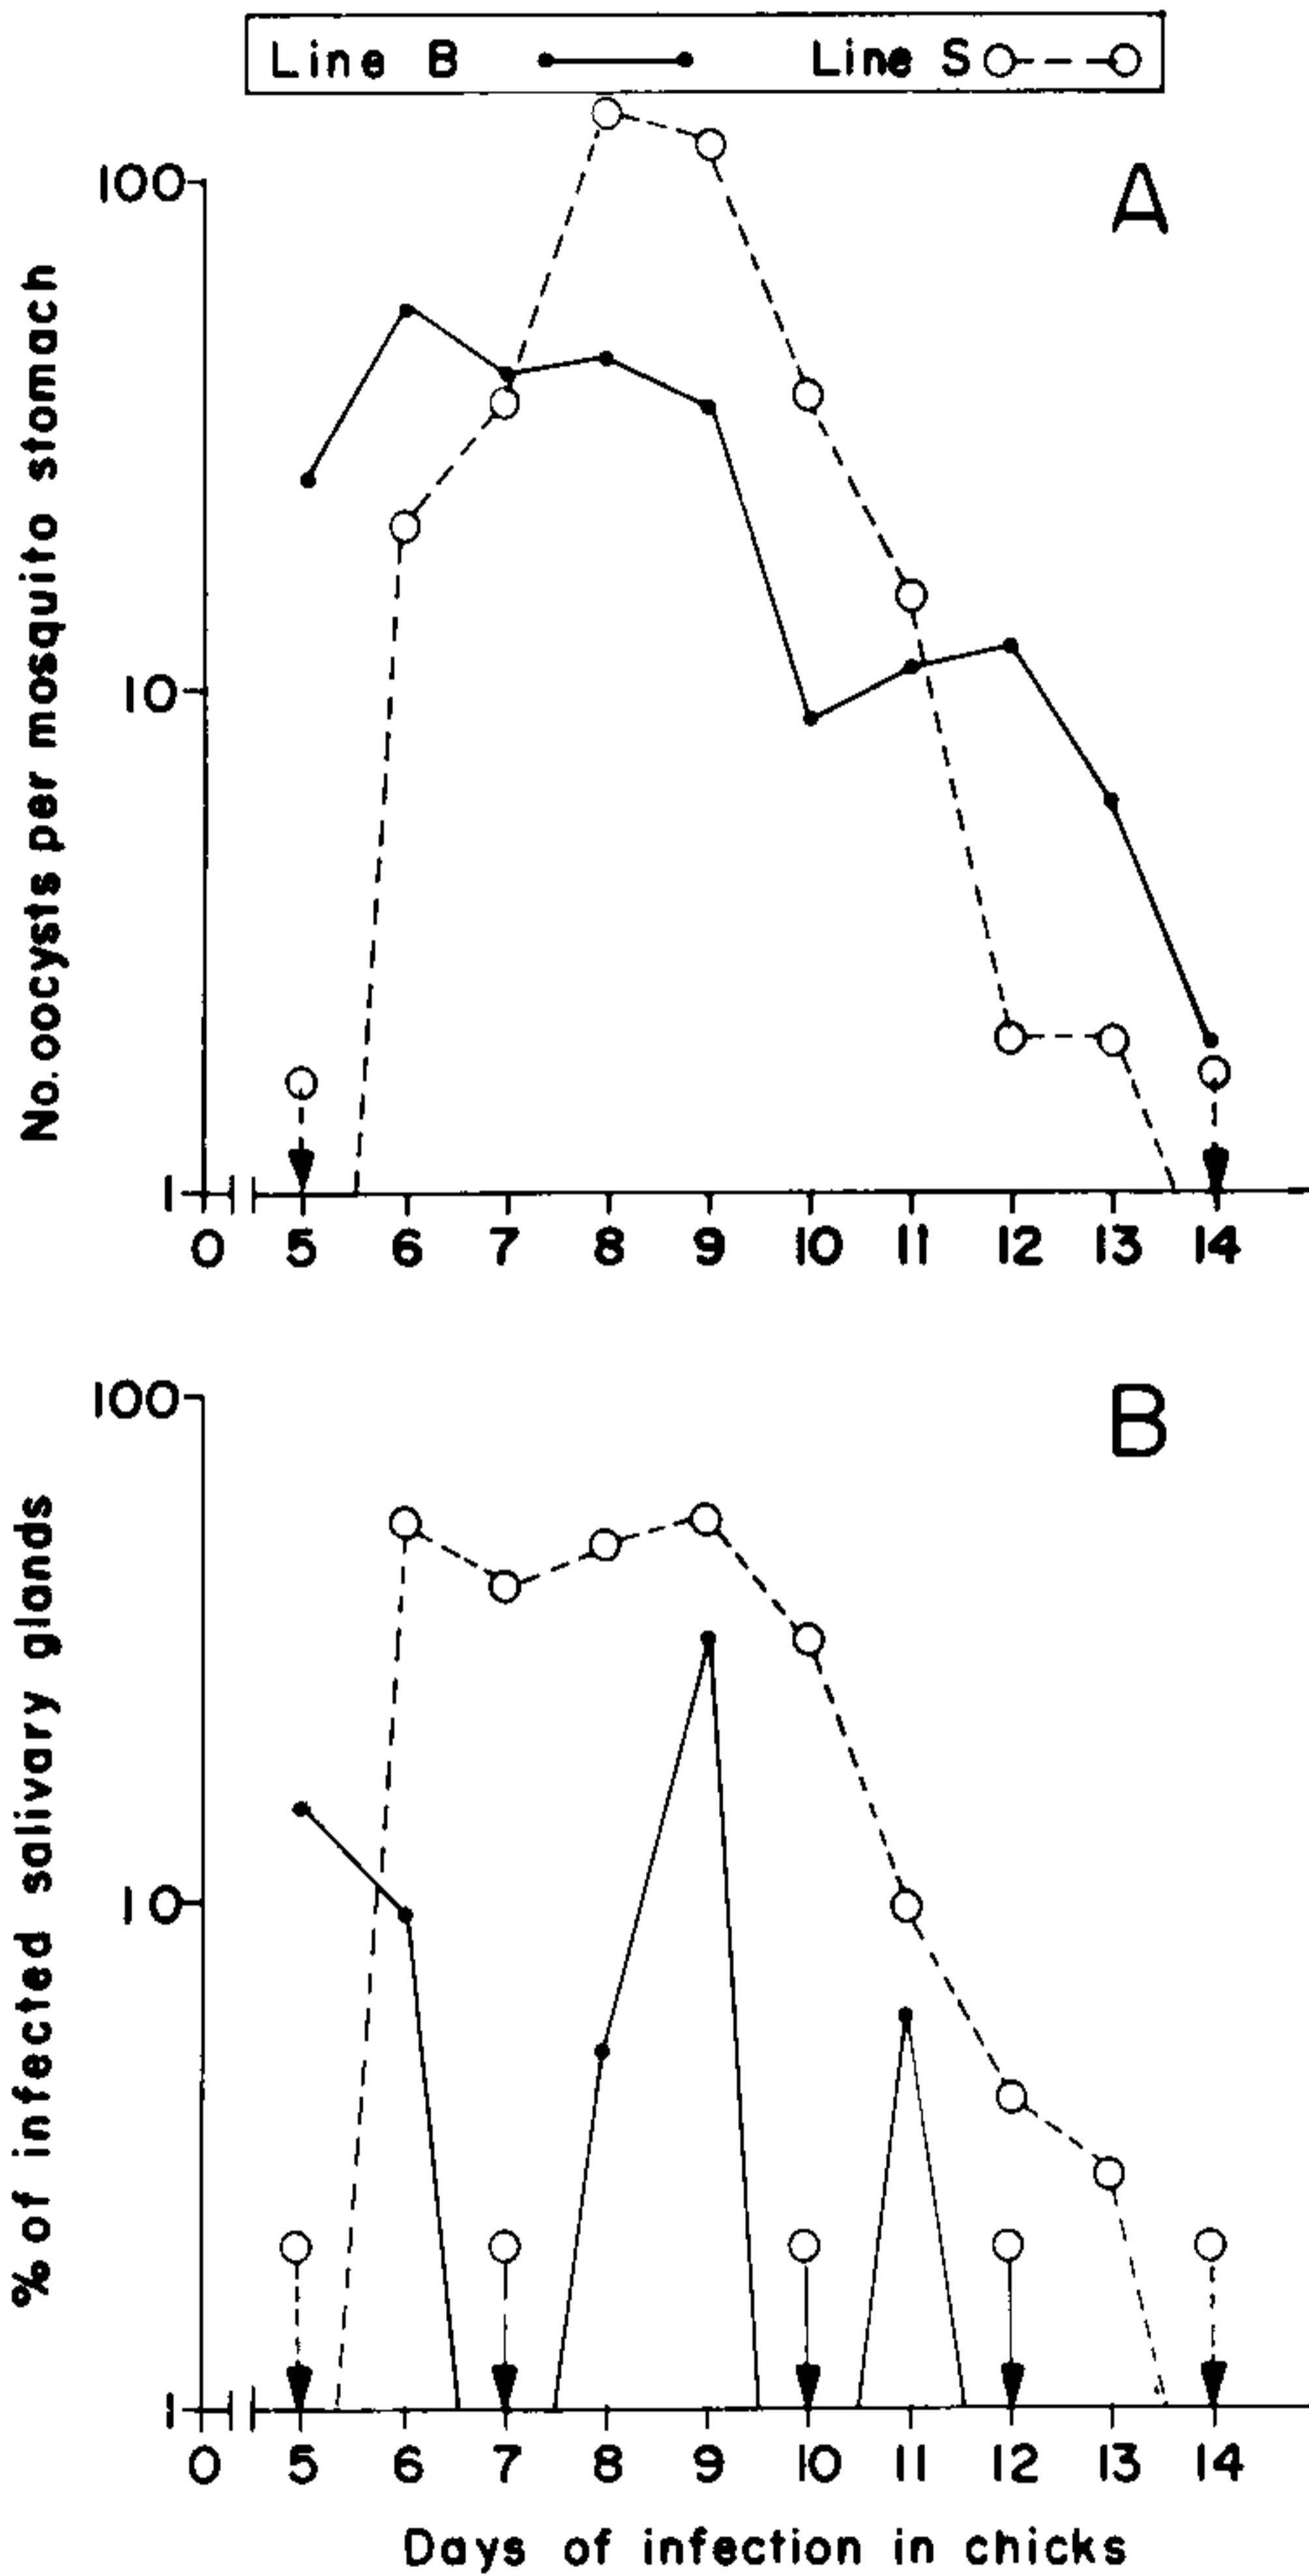 Line B Line S
A
No. oocysts per mosquito stomach
100
10
1
0 5 6 7 8 9 10 11 12 13 14
B
% of infected salivary glands
100
10
1
0 5 6 7 8 9 10 11 12 13 14
Days of infection in chicks